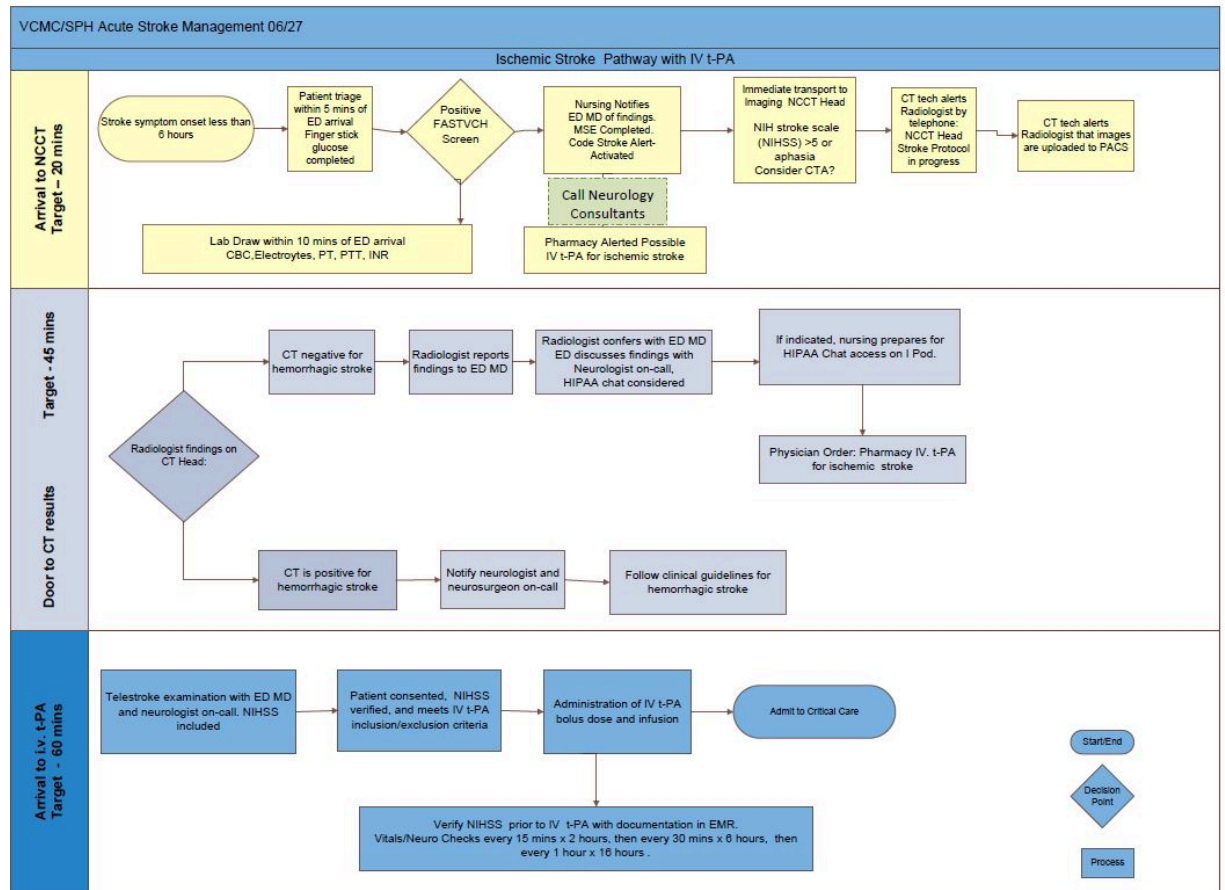 VCMC/SPH Acute Stroke Management 06/27
Ischemic Stroke Pathway with IV t-PA
Arrival to NCCT
Target – 20 mins
Stroke symptom onset less than
6 hours
Patient triage
within 5 mins of
ED arrival
Finger stick
glucose
completed
Positive
FASTVCH
Screen
Nursing Notifies
ED MD of findings.
MSE Completed.
Code Stroke Alert-
Activated
Immediate transport to
Imaging NCCT Head
NIH stroke scale
(NIHSS) >5 or
aphasia
Consider CTA?
CT tech alerts
Radiologist by
telephone:
NCCT Head
Stroke Protocol
in progress
CT tech alerts
Radiologist that images
are uploaded to PACS
Call Neurology
Consultants
Lab Draw within 10 mins of ED arrival
CBC,Electroytes, PT, PTT, INR
Pharmacy Alerted Possible
IV t-PA for ischemic stroke
Door to CT results
Target - 45 mins
Radiologist findings on
CT Head:
CT negative for
hemorrhagic stroke
Radiologist reports
findings to ED MD
Radiologist confers with ED MD
ED discusses findings with
Neurologist on-call,
HIPAA chat considered
If indicated, nursing prepares for
HIPAA Chat access on I Pod.
Physician Order: Pharmacy IV. t-PA
for ischemic stroke
CT is positive for
hemorrhagic stroke
Notify neurologist and
neurosurgeon on-call
Follow clinical guidelines for
hemorrhagic stroke
Arrival to i.v. t-PA
Target - 60 mins
Telestroke examination with ED MD
and neurologist on-call. NIHSS
included
Patient consented, NIHSS
verified, and meets IV t-PA
inclusion/exclusion criteria
Administration of IV t-PA
bolus dose and infusion
Admit to Critical Care
Verify NIHSS prior to IV t-PA with documentation in EMR.
Vitals/Neuro Checks every 15 mins x 2 hours, then every 30 mins x 6 hours, then
every 1 hour x 16 hours .
Start/End
Decision
Point
Process